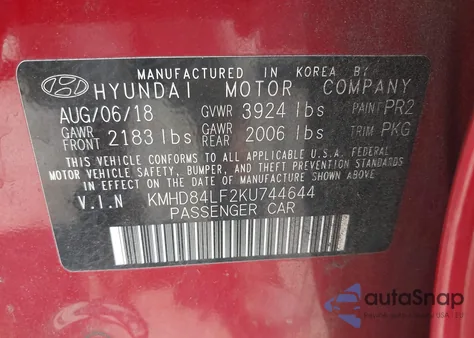 MANUFACTURED IN KOREA BY
HYUNDAI MOTOR COMPANY
AUG/06/18 GVWR 3924 lbs PAINT PR2
GAWR FRONT 2183 lbs GAWR REAR 2006 lbs TRIM PKG
THIS VEHICLE CONFORMS TO ALL APPLICABLE U.S.A. FEDERAL
MOTOR VEHICLE SAFETY, BUMPER, AND THEFT PREVENTION
STANDARDS IN EFFECT ON THE DATE OF MANUFACTURE SHOWN ABOVE.
V.I.N KMHD84LF2KU744644
PASSENGER CAR
autoSnap